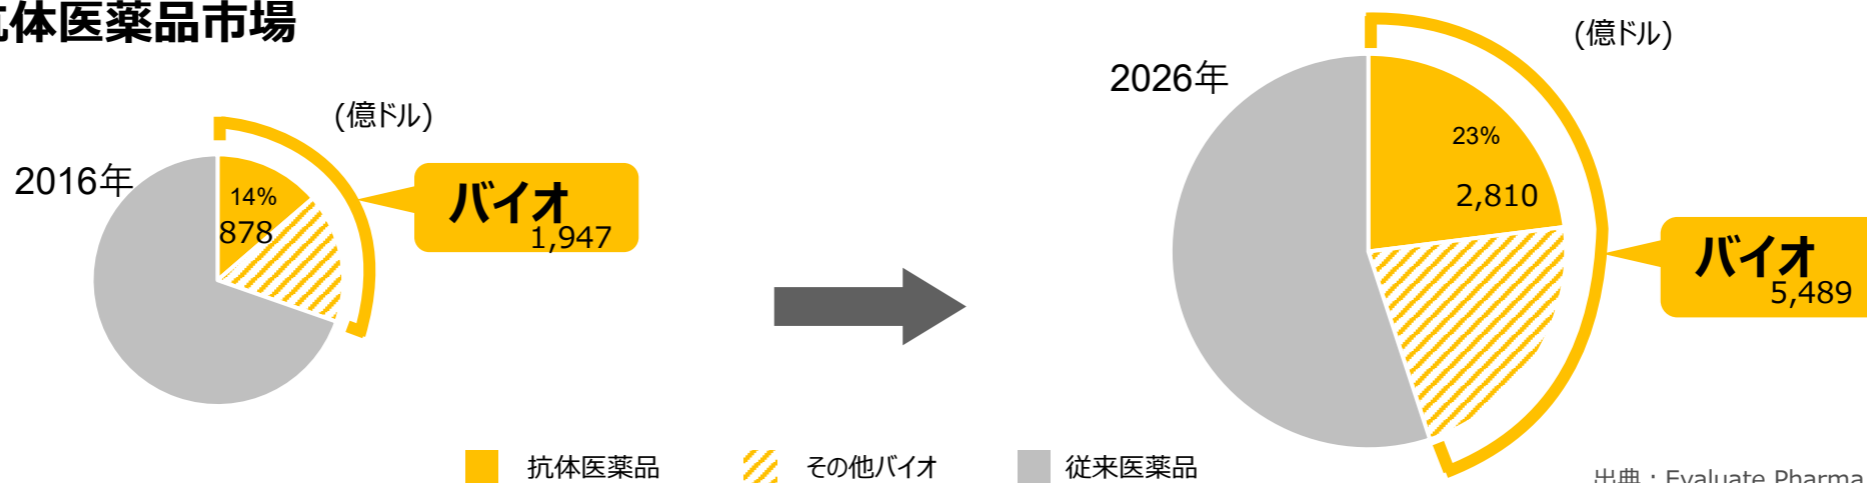 抗体医薬品市場
(億ドル)
2016年
14%
878
バイオ
1,947
(億ドル)
2026年
23%
2,810
バイオ
5,489
抗体医薬品
その他バイオ
従来医薬品
出典：Evaluate Pharma